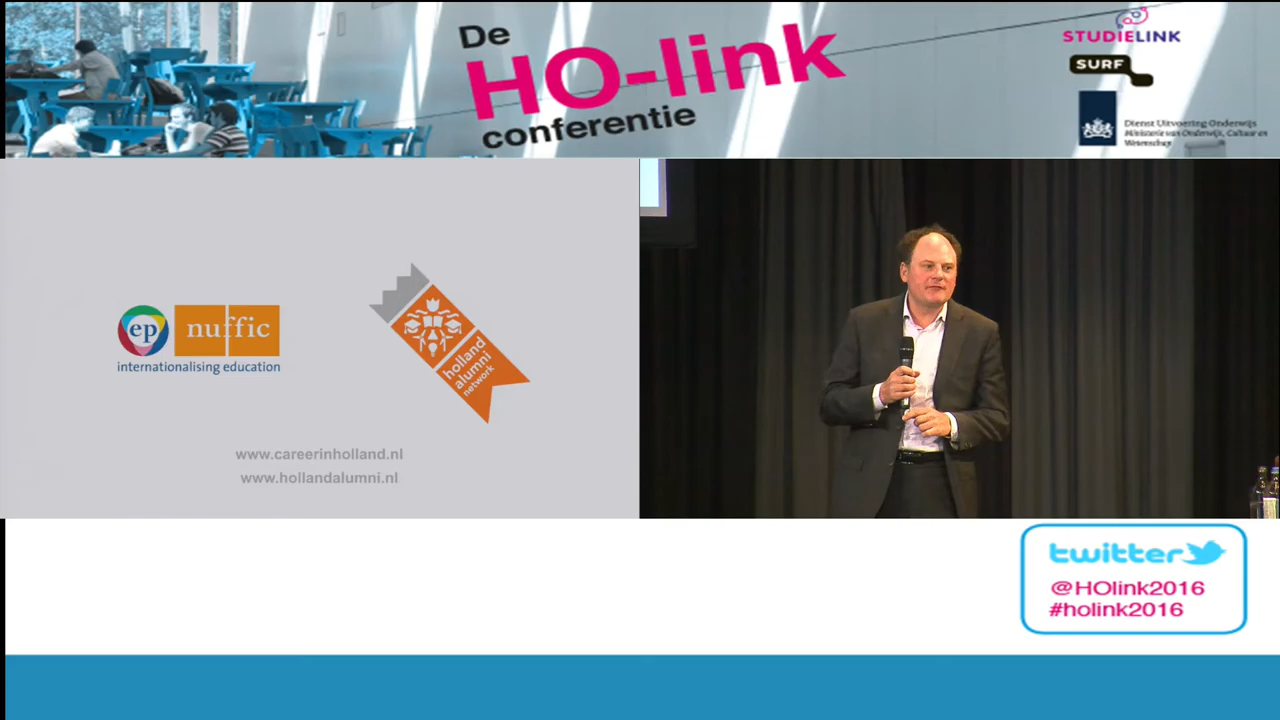 De
HO-link
conferentie
STUDIELINK
SURF
Dienst Uitvoering Onderwijs
Ministerie van Onderwijs, Cultuur en
Wetenschap
ep nuffic
internationalising education
holland
alumni
network
www.careerinholland.nl
www.hollandalumni.nl
twitter
@HOlink2016
#holink2016